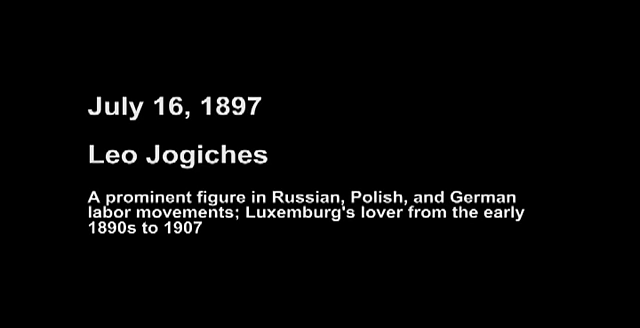 July 16, 1897
Leo Jogiches
A prominent figure in Russian, Polish, and German
labor movements; Luxemburg's lover from the early
1890s to 1907